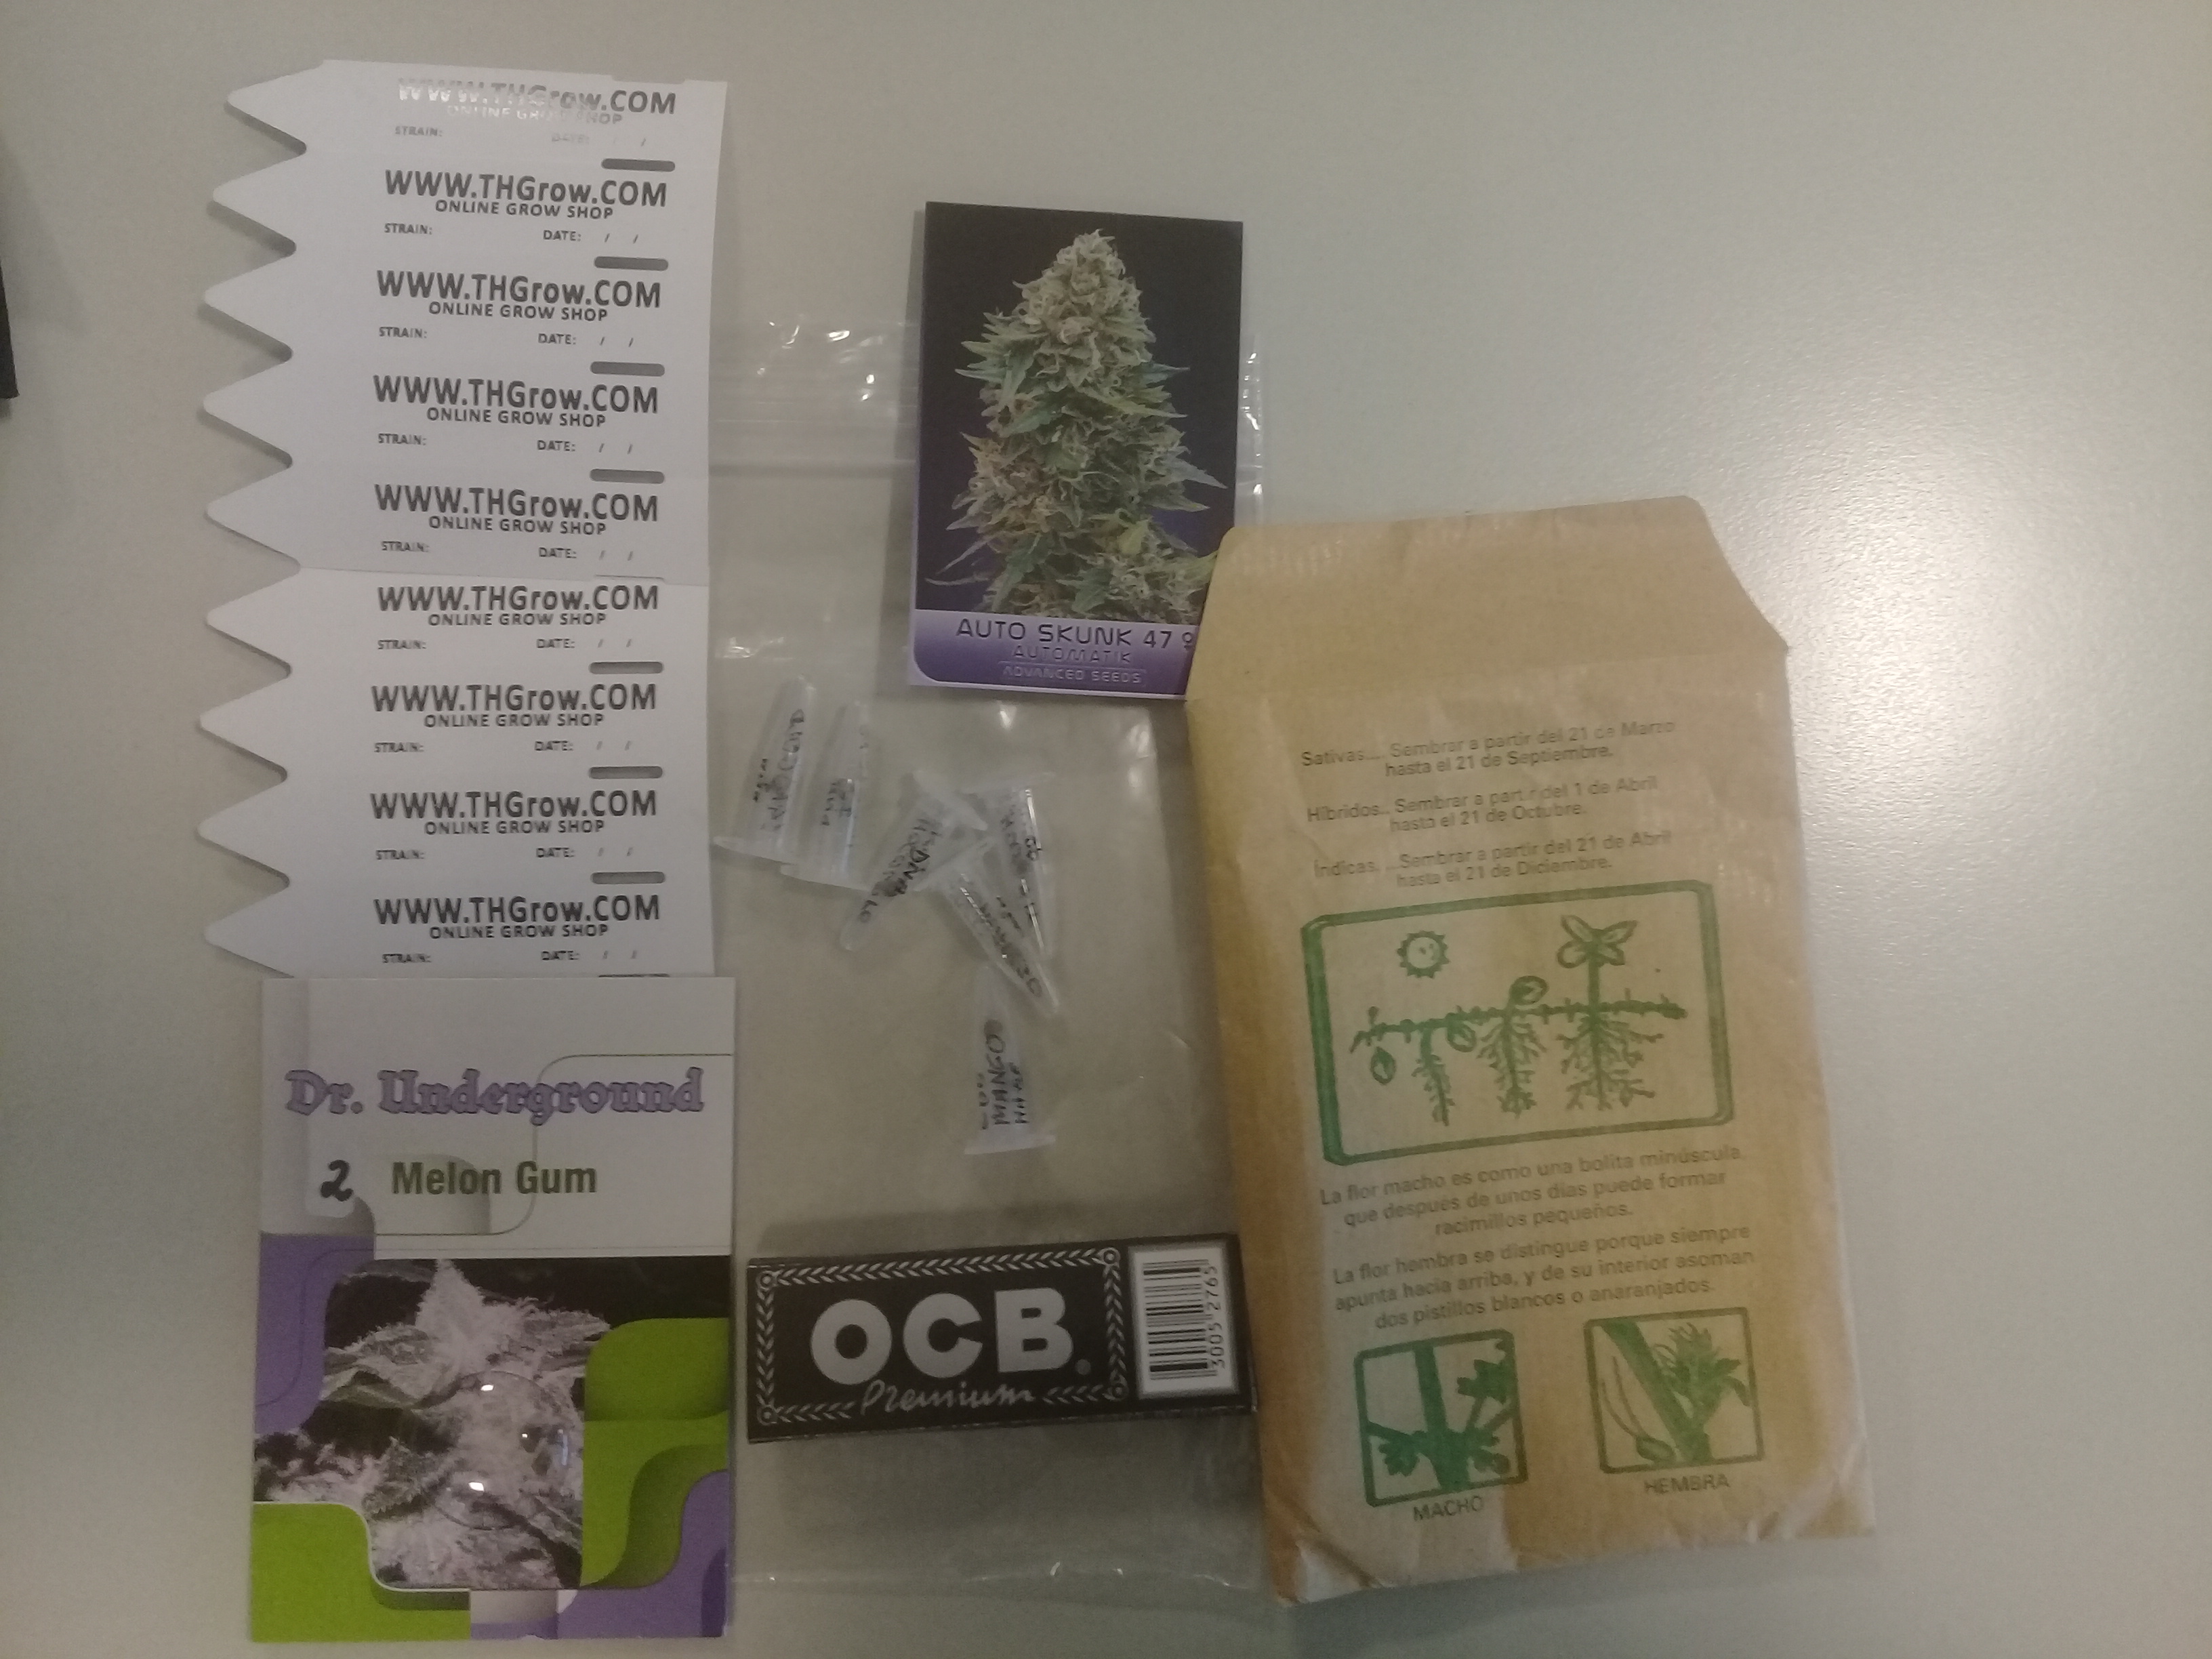 WWW.THGrow.COM
ONLINE GROW SHOP
STRAIN: DATE: / /
WWW.THGrow.COM
ONLINE GROW SHOP
STRAIN: DATE: / /
WWW.THGrow.COM
ONLINE GROW SHOP
STRAIN: DATE: / /
WWW.THGrow.COM
ONLINE GROW SHOP
STRAIN: DATE: / /
WWW.THGrow.COM
ONLINE GROW SHOP
STRAIN: DATE: / /
WWW.THGrow.COM
ONLINE GROW SHOP
STRAIN: DATE: / /
WWW.THGrow.COM
ONLINE GROW SHOP
STRAIN: DATE: / /
WWW.THGrow.COM
ONLINE GROW SHOP
STRAIN: DATE: / /
WWW.THGrow.COM
ONLINE GROW SHOP
STRAIN: DATE: / /
Dr. Underground
2 Melon Gum
AUTO SKUNK 47 ♀
AUTOMATIK
ADVANCED SEEDS
MANGO
OCB®
Premium
3005 2765
Sativas... Sembrar a partir del 21 de Marzo
hasta el 21 de Septiembre.
Híbridos.. Sembrar a partir del 1 de Abril
hasta el 21 de Octubre.
Índicas, ...Sembrar a partir del 21 de Abril
hasta el 21 de Diciembre.
La flor macho es como una bolita minúscula,
que después de unos días puede formar
racimillos pequeños.
La flor hembra se distingue porque siempre
apunta hacia arriba, y de su interior asoman
dos pistillos blancos o anaranjados.
MACHO
HEMBRA